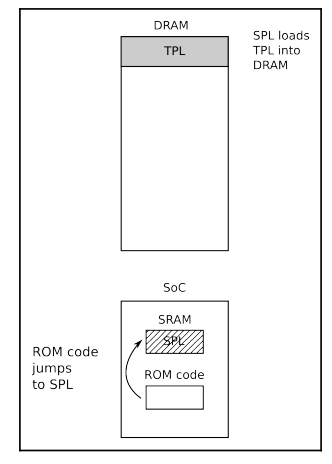 DRAM
TPL
SPL loads
TPL into
DRAM
SoC
SRAM
SPL
ROM code
ROM code
jumps
to SPL